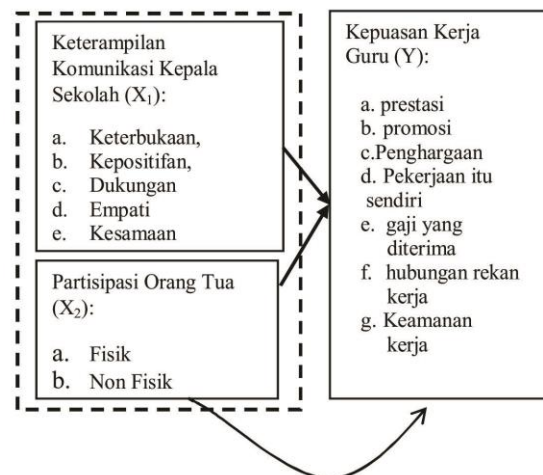 Keterampilan
Komunikasi Kepala
Sekolah (X₁):
a. Keterbukaan,
b. Kepositifan,
c. Dukungan
d. Empati
e. Kesamaan
Partisipasi Orang Tua
(X₂):
a. Fisik
b. Non Fisik
Kepuasan Kerja
Guru (Y):
a. prestasi
b. promosi
c.Penghargaan
d. Pekerjaan itu
sendiri
e. gaji yang
diterima
f. hubungan rekan
kerja
g. Keamanan
kerja